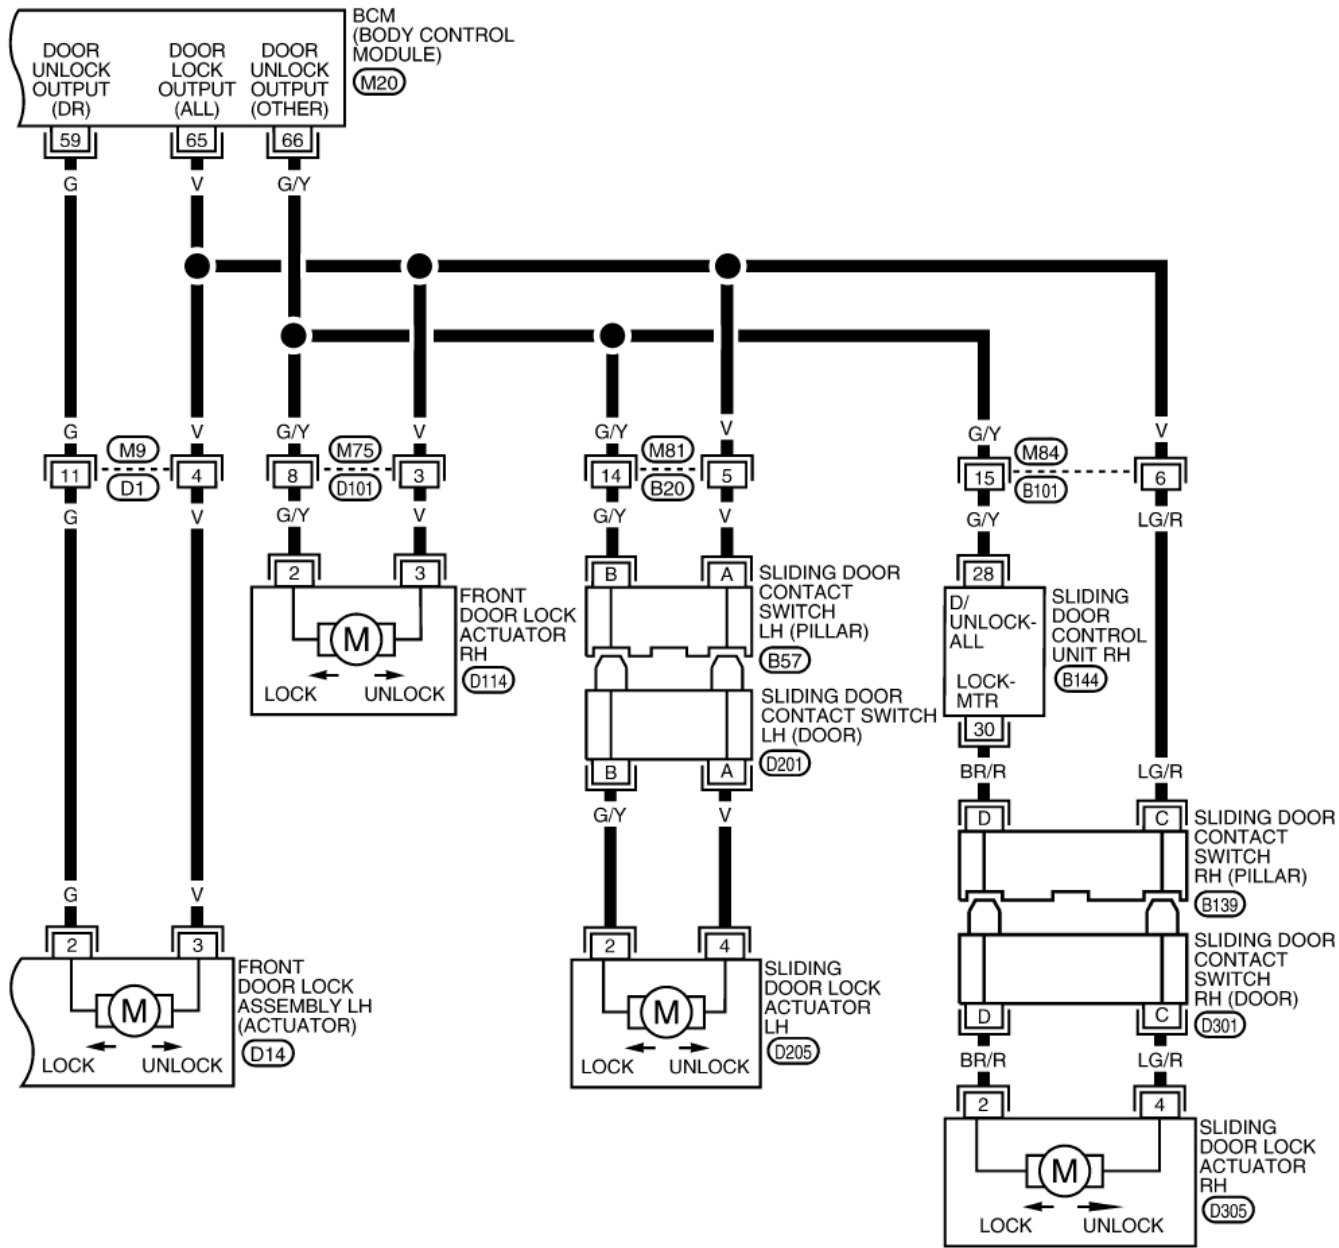 BCM
(BODY CONTROL
MODULE)
M20
DOOR
UNLOCK
OUTPUT
(DR)
DOOR
LOCK
OUTPUT
(ALL)
DOOR
UNLOCK
OUTPUT
(OTHER)
59 65 66
G V G/Y
G V G/Y V G/Y V G/Y V
M9 M75 M81 M84
11 4 8 3 14 5 15 6
D1 D101 B20 B101
G V G/Y V G/Y V G/Y LG/R
2 3 B A 28
FRONT
DOOR LOCK
ACTUATOR
RH
D114
M
LOCK UNLOCK
SLIDING DOOR
CONTACT
SWITCH
LH (PILLAR)
B57
SLIDING DOOR
CONTACT SWITCH
LH (DOOR)
D201
B A
G/Y V
D/
UNLOCK-
ALL
LOCK-
MTR
SLIDING
DOOR
CONTROL
UNIT RH
B144
30
BR/R LG/R
D C
SLIDING DOOR
CONTACT
SWITCH
RH (PILLAR)
B139
SLIDING DOOR
CONTACT
SWITCH
RH (DOOR)
D301
D C
BR/R LG/R
G V
2 3
M
LOCK UNLOCK
FRONT
DOOR LOCK
ASSEMBLY LH
(ACTUATOR)
D14
2 4
M
LOCK UNLOCK
SLIDING
DOOR LOCK
ACTUATOR
LH
D205
2 4
M
LOCK UNLOCK
SLIDING
DOOR LOCK
ACTUATOR
RH
D305